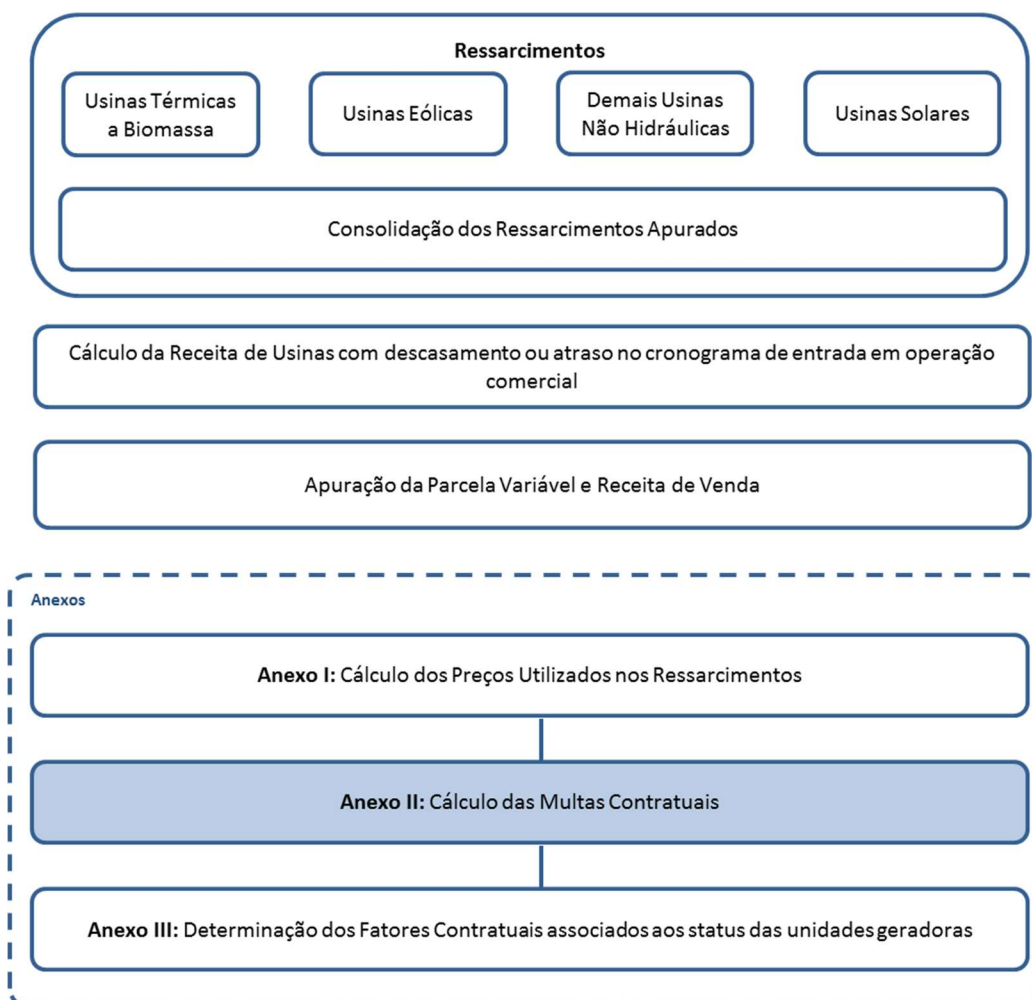 Ressarcimentos
Usinas Térmicas
a Biomassa
Usinas Eólicas
Demais Usinas
Não Hidráulicas
Usinas Solares
Consolidação dos Ressarcimentos Apurados
Cálculo da Receita de Usinas com descasamento ou atraso no cronograma de entrada em operação
comercial
Apuração da Parcela Variável e Receita de Venda
Anexos
Anexo I: Cálculo dos Preços Utilizados nos Ressarcimentos
Anexo II: Cálculo das Multas Contratuais
Anexo III: Determinação dos Fatores Contratuais associados aos status das unidades geradoras